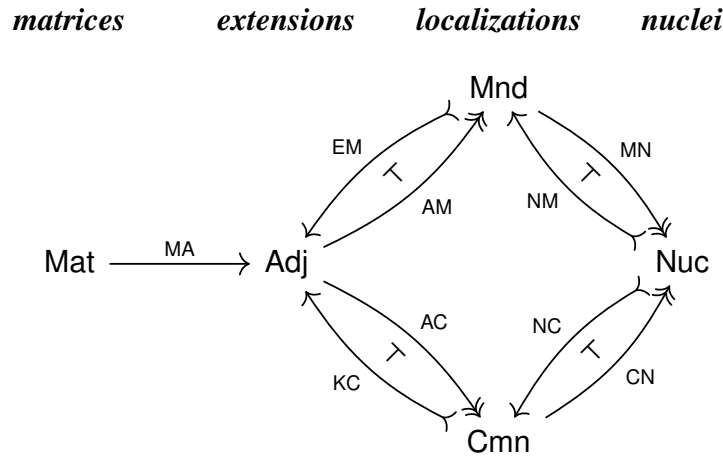 matrices extensions localizations nuclei
Mnd
EM MN
AM NM
Mat MA Adj Nuc
AC NC
KC CN
Cmn